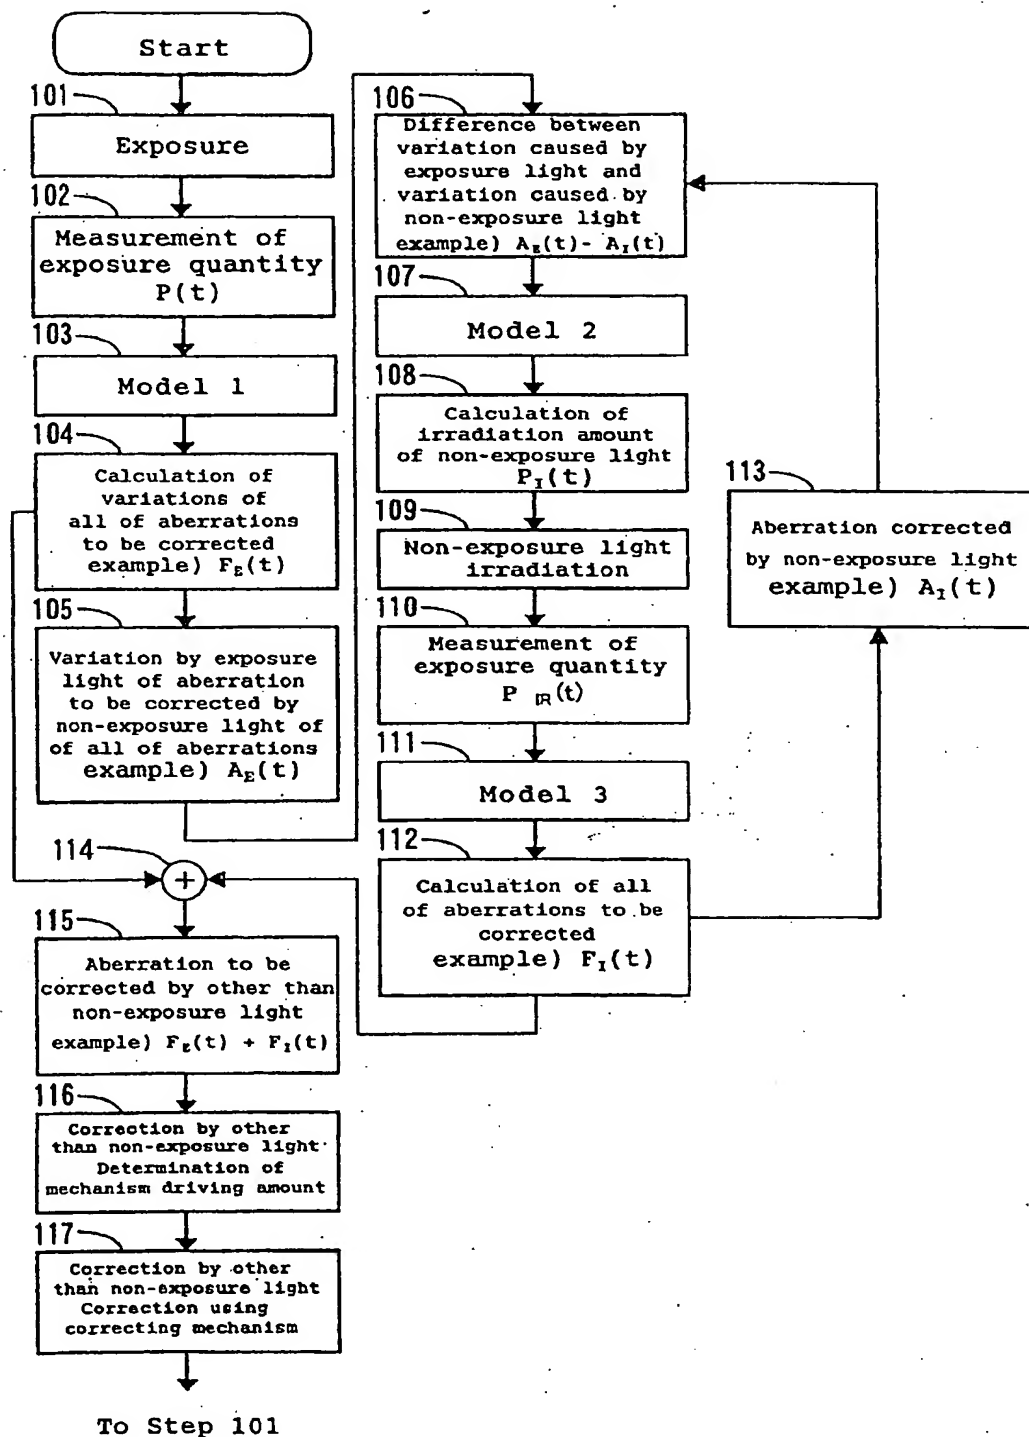 Start
101
Exposure
102
Measurement of
exposure quantity
P(t)
103
Model 1
104
Calculation of
variations of
all of aberrations
to be corrected
example) F_E(t)
105
Variation by exposure
light of aberration
to be corrected by
non-exposure light of
of all of aberrations
example) A_E(t)
106
Difference between
variation caused by
exposure light and
variation caused by
non-exposure light
example) A_E(t)- A_I(t)
107
Model 2
108
Calculation of
irradiation amount
of non-exposure light
P_I(t)
109
Non-exposure light
irradiation
110
Measurement of
exposure quantity
P_IR(t)
111
Model 3
112
Calculation of all
of aberrations to be
corrected
example) F_I(t)
113
Aberration corrected
by non-exposure light
example) A_I(t)
114
+
115
Aberration to be
corrected by other than
non-exposure light
example) F_E(t) + F_I(t)
116
Correction by other
than non-exposure light
Determination of
mechanism driving amount
117
Correction by other
than non-exposure light
Correction using
correcting mechanism
To Step 101